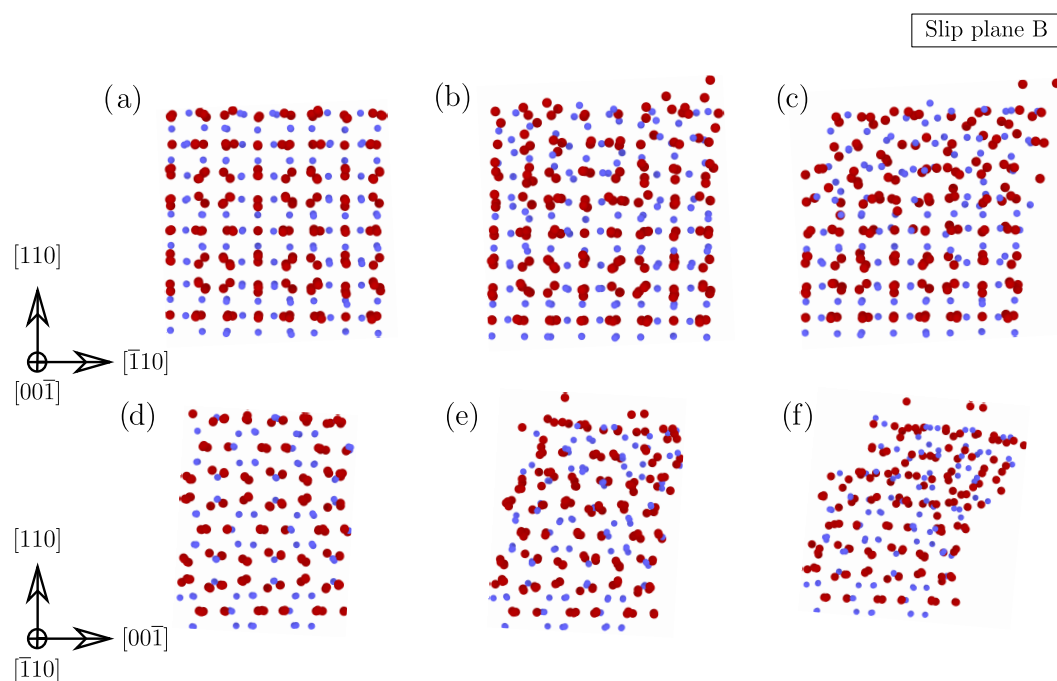 Slip plane B
(a)
(b)
(c)
[110]
[1̄10]
[001̄]
(d)
(e)
(f)
[110]
[001̄]
[1̄10]